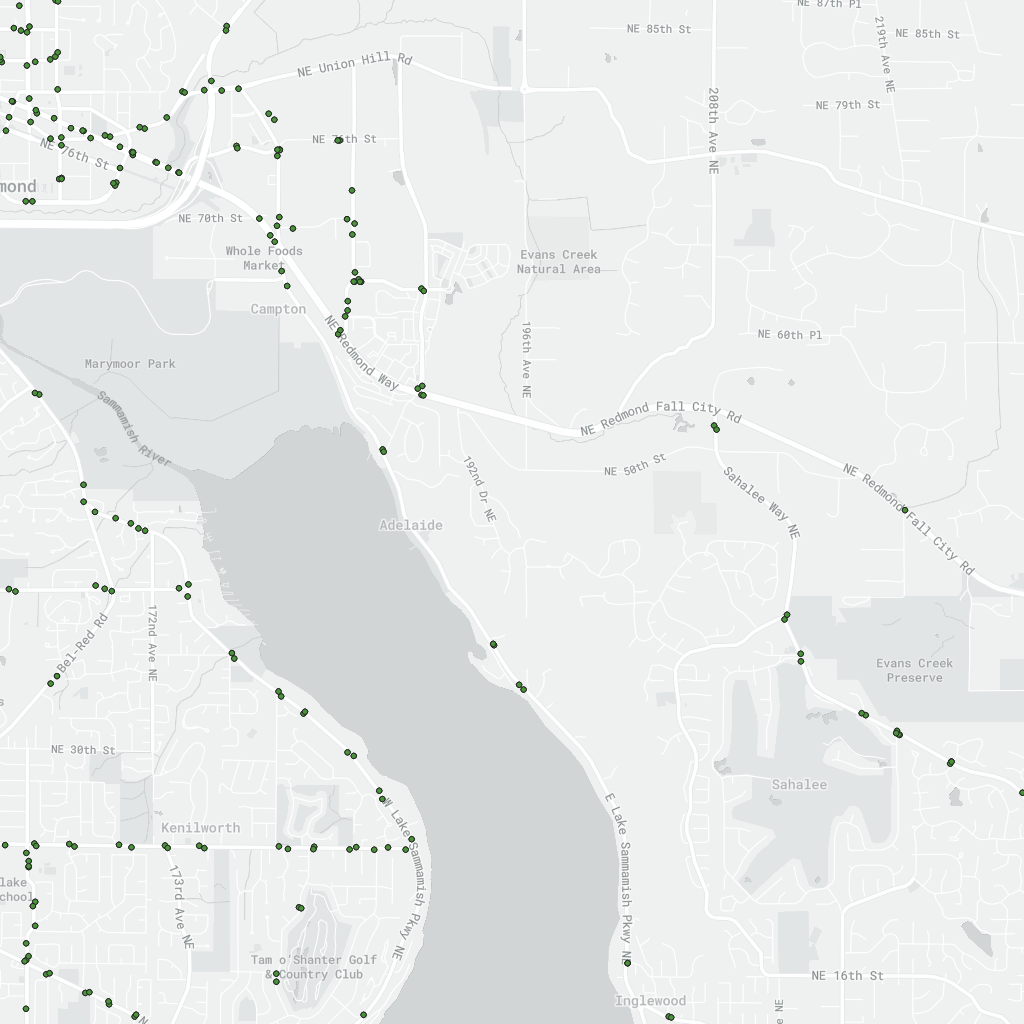 NE 87th Pl
NE 85th St
219th Ave NE
NE 85th St
NE Union Hill Rd
208th Ave NE
NE 79th St
NE 76th St
NE 76th St
mond
NE 70th St
Whole Foods
Market
Evans Creek
Natural Area
Campton
NE Redmond Way
196th Ave NE
NE 60th Pl
Marymoor Park
Sammamish River
NE Redmond Fall City Rd
192nd Dr NE
NE 50th St
Sahalee Way NE
NE Redmond Fall City Rd
Adelaide
172nd Ave NE
Bel-Red Rd
Evans Creek
Preserve
s
NE 30th St
Sahalee
W Lake Sammamish Pkwy NE
E Lake Sammamish Pkwy NE
Kenilworth
173rd Ave NE
lake
chool
Tam o'Shanter Golf
& Country Club
NE 16th St
Inglewood
e NE
N